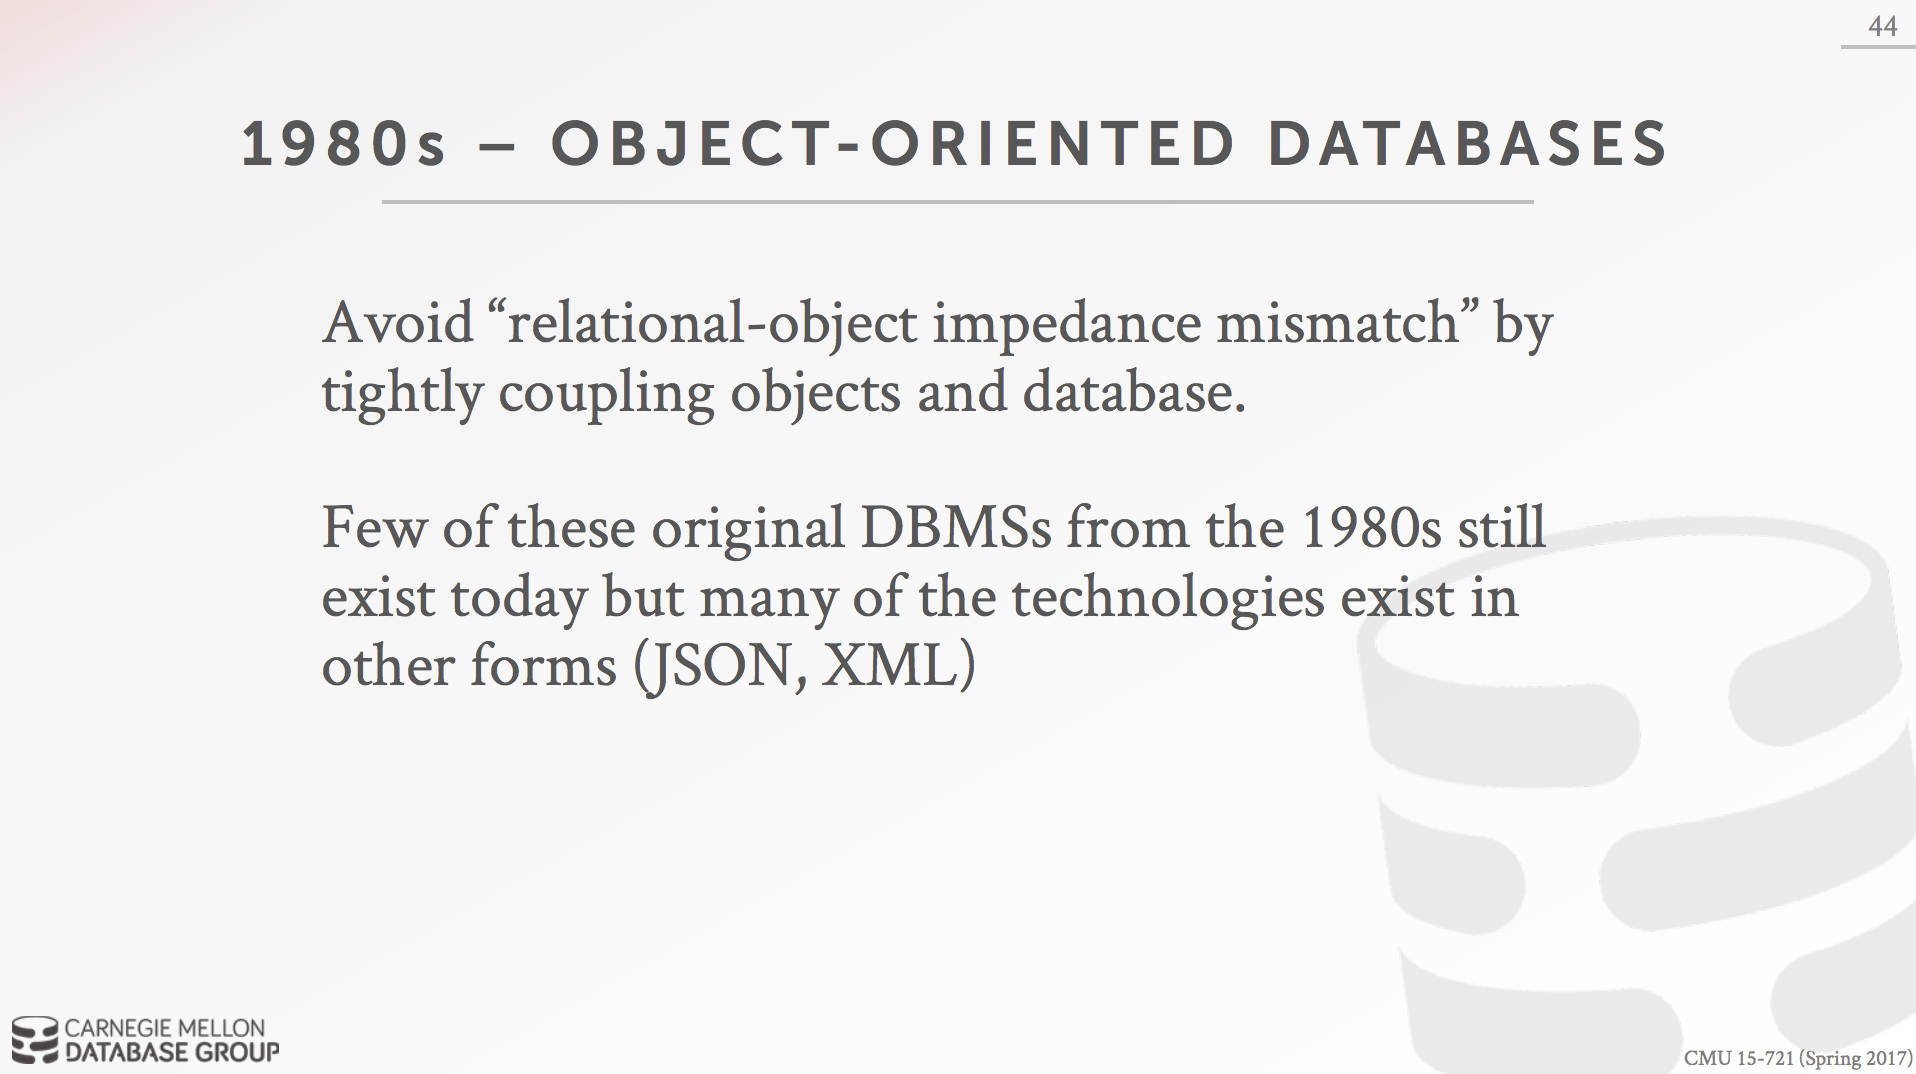 44
1980s – OBJECT-ORIENTED DATABASES
Avoid “relational-object impedance mismatch” by
tightly coupling objects and database.
Few of these original DBMSs from the 1980s still
exist today but many of the technologies exist in
other forms (JSON, XML)
CARNEGIE MELLON
DATABASE GROUP
CMU 15-721 (Spring 2017)